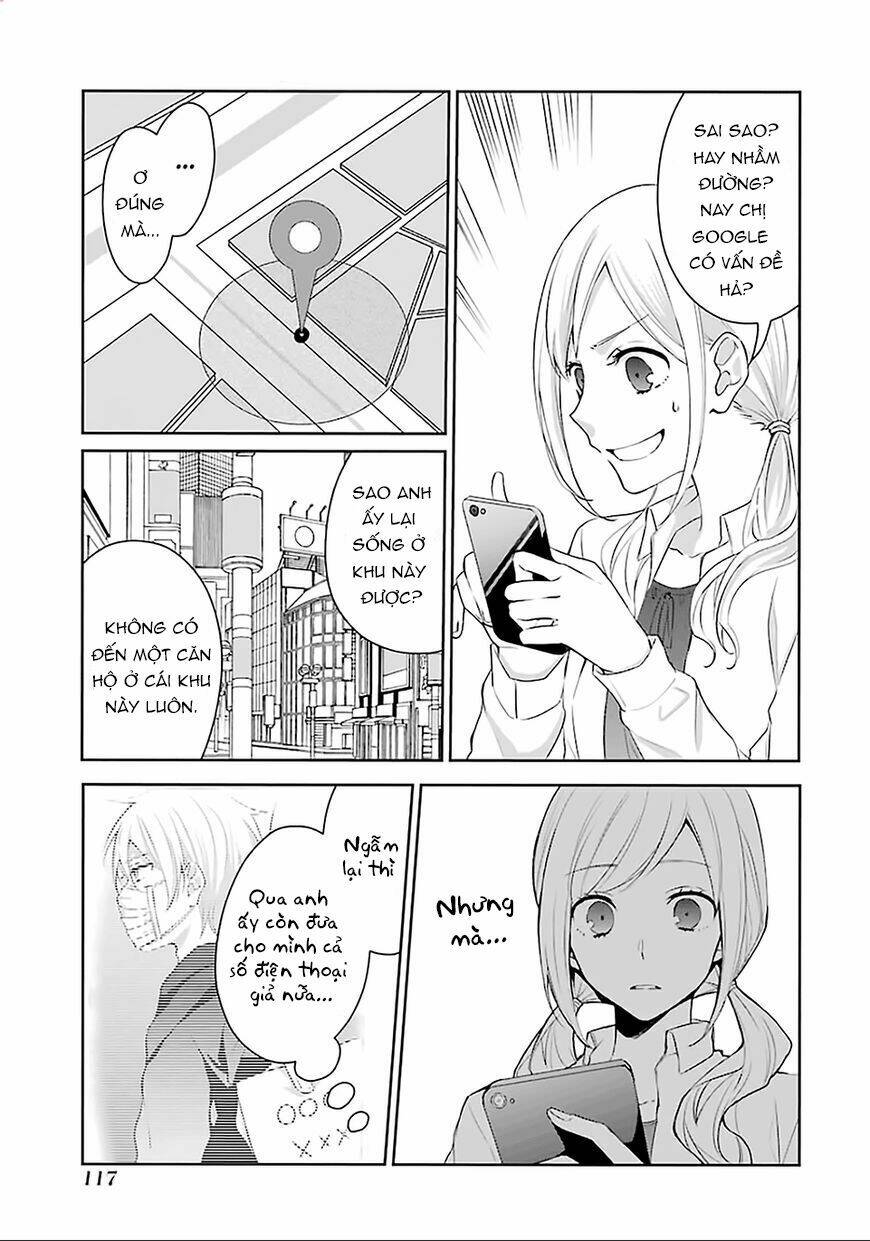 SAI SAO?
HAY NHẦM
ĐƯỜNG?
NAY CHỊ
GOOGLE
CÓ VẤN ĐỀ
HẢ?
...
Ơ
ĐÚNG
MÀ...
SAO ANH
ẤY LẠI
SỐNG Ở
KHU NÀY
ĐƯỢC?
KHÔNG CÓ
ĐẾN MỘT CĂN
HỘ Ở CÁI KHU
NÀY LUÔN.
Nhưng
mà...
Ngẫm
lại thì
Qua anh
ấy còn đưa
cho mình cả
số điện thoại
giả nữa...
117